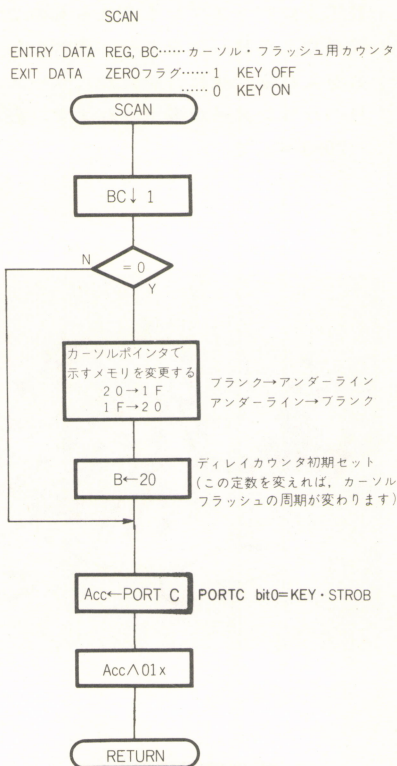 SCAN
ENTRY DATA REG, BC……カーソル・フラッシュ用カウンタ
EXIT DATA ZEROフラグ……1 KEY OFF
……0 KEY ON
SCAN
BC↓ 1
N
= 0
Y
カーソルポインタで
示すメモリを変更する
20→1F
1F→20
ブランク→アンダーライン
アンダーライン→ブランク
B←20
ディレイカウンタ初期セット
(この定数を変えれば,カーソル
フラッシュの周期が変わります)
Acc←PORT C
PORTC bit0=KEY・STROB
Acc∧01x
RETURN